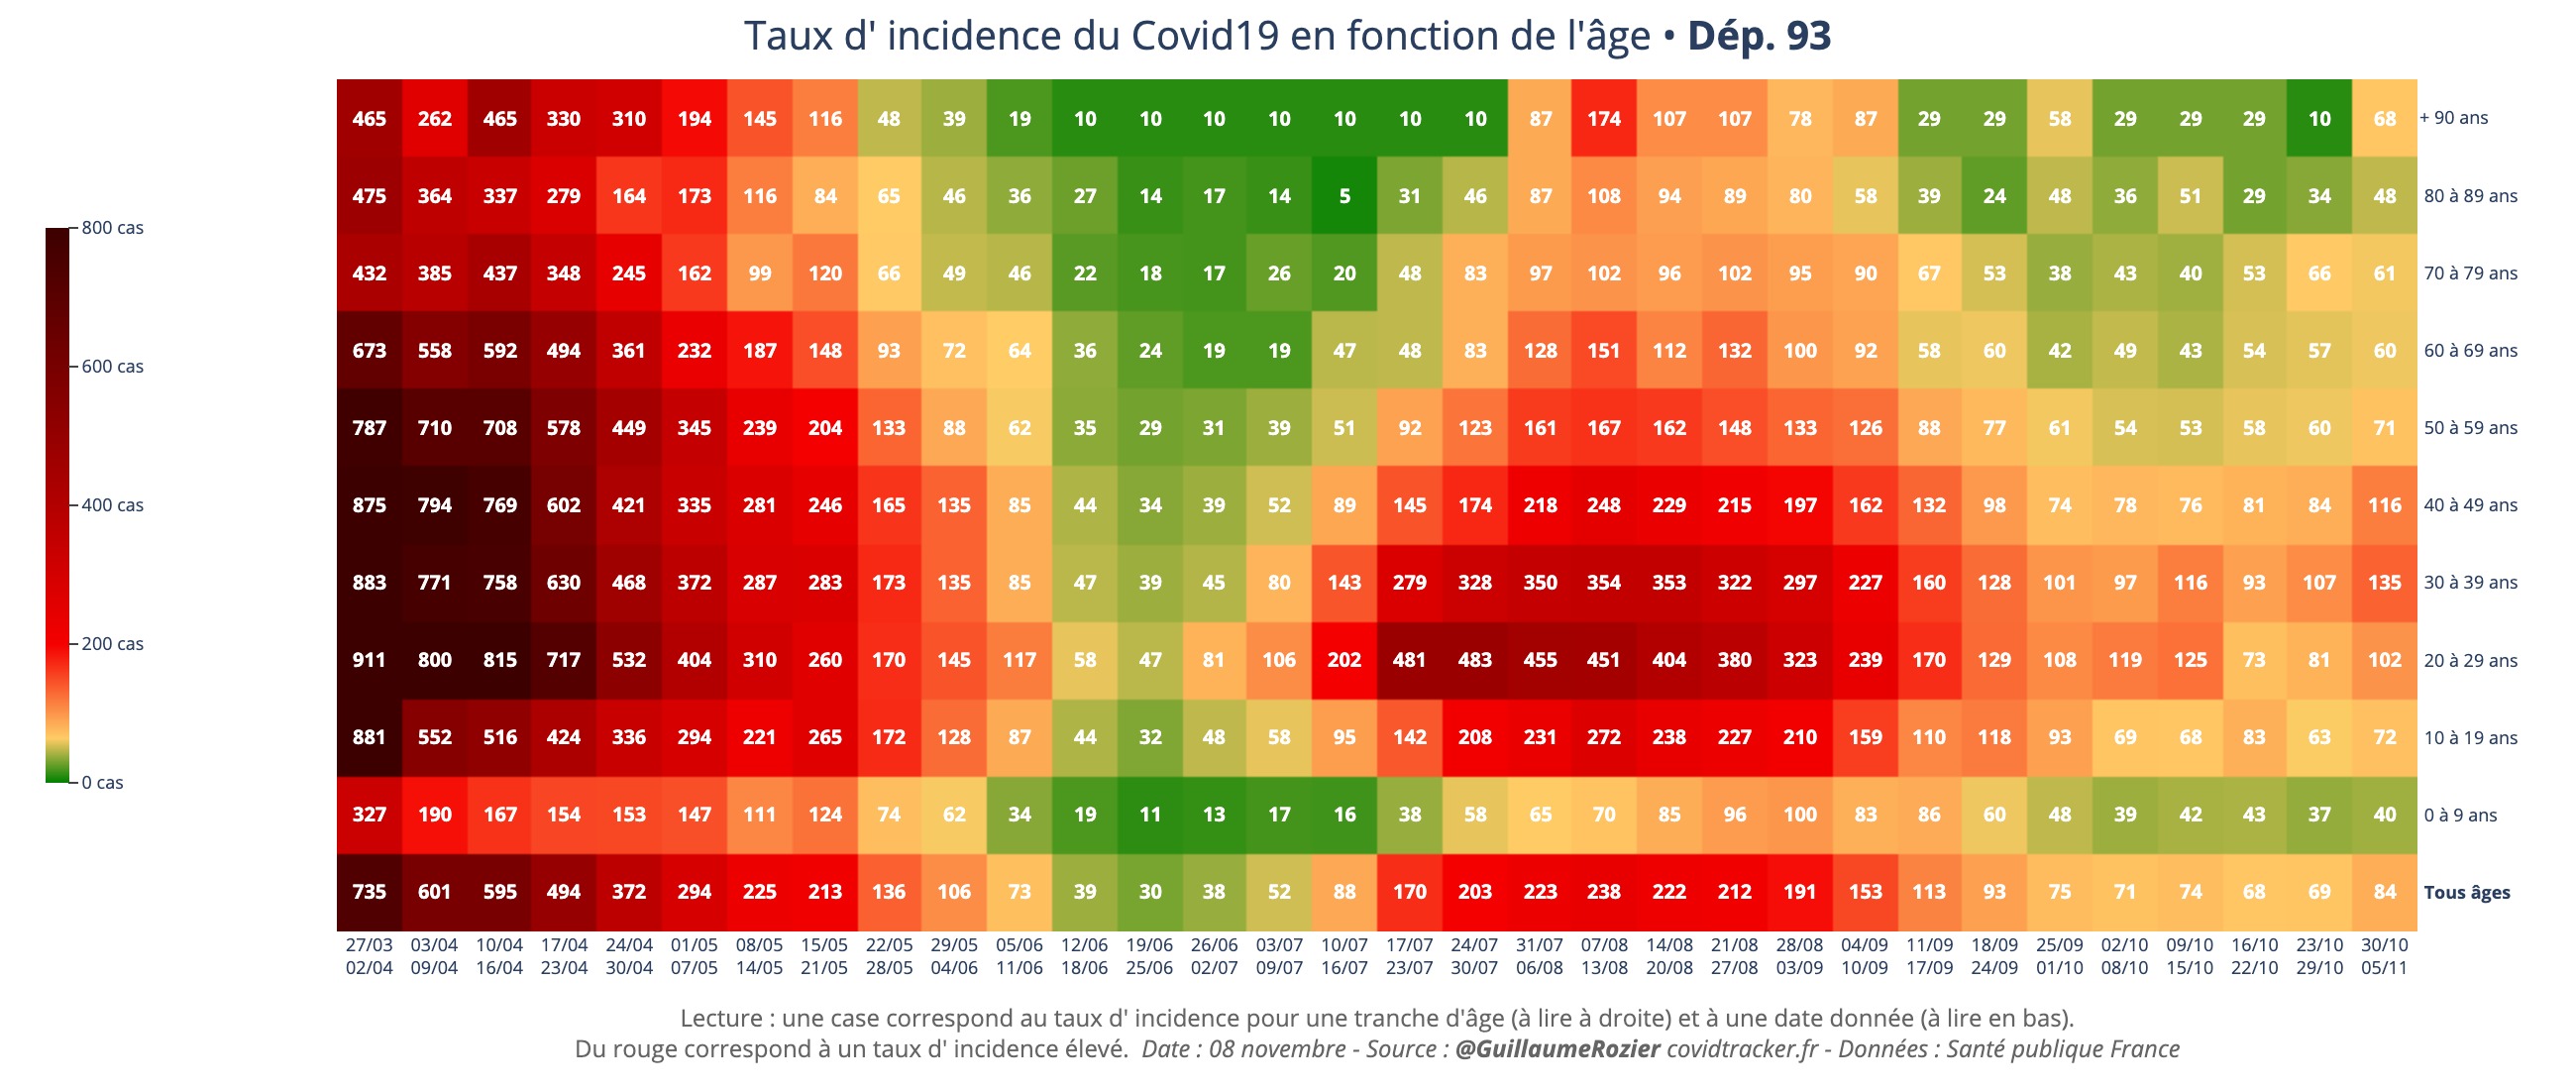 Taux d' incidence du Covid19 en fonction de l'âge • Dép. 93
465 262 465 330 310 194 145 116 48 39 19 10 10 10 10 10 10 10 87 174 107 107 78 87 29 29 58 29 29 29 10 68 + 90 ans
475 364 337 279 164 173 116 84 65 46 36 27 14 17 14 5 31 46 87 108 94 89 80 58 39 24 48 36 51 29 34 48 80 à 89 ans
800 cas
432 385 437 348 245 162 99 120 66 49 46 22 18 17 26 20 48 83 97 102 96 102 95 90 67 53 38 43 40 53 66 61 70 à 79 ans
673 558 592 494 361 232 187 148 93 72 64 36 24 19 19 47 48 83 128 151 112 132 100 92 58 60 42 49 43 54 57 60 60 à 69 ans
600 cas
787 710 708 578 449 345 239 204 133 88 62 35 29 31 39 51 92 123 161 167 162 148 133 126 88 77 61 54 53 58 60 71 50 à 59 ans
400 cas
875 794 769 602 421 335 281 246 165 135 85 44 34 39 52 89 145 174 218 248 229 215 197 162 132 98 74 78 76 81 84 116 40 à 49 ans
883 771 758 630 468 372 287 283 173 135 85 47 39 45 80 143 279 328 350 354 353 322 297 227 160 128 101 97 116 93 107 135 30 à 39 ans
200 cas
911 800 815 717 532 404 310 260 170 145 117 58 47 81 106 202 481 483 455 451 404 380 323 239 170 129 108 119 125 73 81 102 20 à 29 ans
881 552 516 424 336 294 221 265 172 128 87 44 32 48 58 95 142 208 231 272 238 227 210 159 110 118 93 69 68 83 63 72 10 à 19 ans
0 cas
327 190 167 154 153 147 111 124 74 62 34 19 11 13 17 16 38 58 65 70 85 96 100 83 86 60 48 39 42 43 37 40 0 à 9 ans
735 601 595 494 372 294 225 213 136 106 73 39 30 38 52 88 170 203 223 238 222 212 191 153 113 93 75 71 74 68 69 84 Tous âges
27/03 03/04 10/04 17/04 24/04 01/05 08/05 15/05 22/05 29/05 05/06 12/06 19/06 26/06 03/07 10/07 17/07 24/07 31/07 07/08 14/08 21/08 28/08 04/09 11/09 18/09 25/09 02/10 09/10 16/10 23/10 30/10
02/04 09/04 16/04 23/04 30/04 07/05 14/05 21/05 28/05 04/06 11/06 18/06 25/06 02/07 09/07 16/07 23/07 30/07 06/08 13/08 20/08 27/08 03/09 10/09 17/09 24/09 01/10 08/10 15/10 22/10 29/10 05/11
Lecture : une case correspond au taux d' incidence pour une tranche d'âge (à lire à droite) et à une date donnée (à lire en bas).
Du rouge correspond à un taux d' incidence élevé. Date : 08 novembre - Source : @GuillaumeRozier covidtracker.fr - Données : Santé publique France